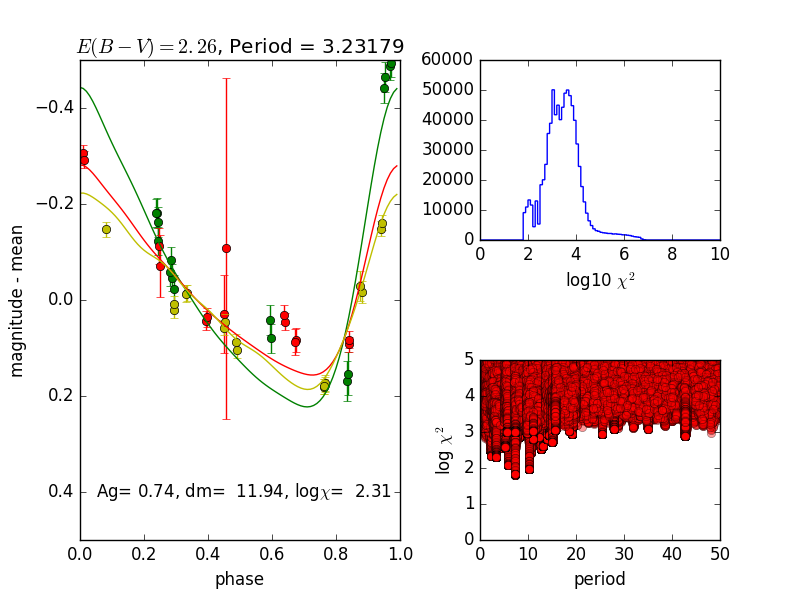 E(B − V) = 2.26, Period = 3.23179
magnitude - mean
−0.4
−0.2
0.0
0.2
0.4
Ag= 0.74, dm= 11.94, logχ= 2.31
0.0 0.2 0.4 0.6 0.8 1.0
phase
60000
50000
40000
30000
20000
10000
0
0 2 4 6 8 10
log10 χ²
log χ²
5
4
3
2
1
0
0 10 20 30 40 50
period